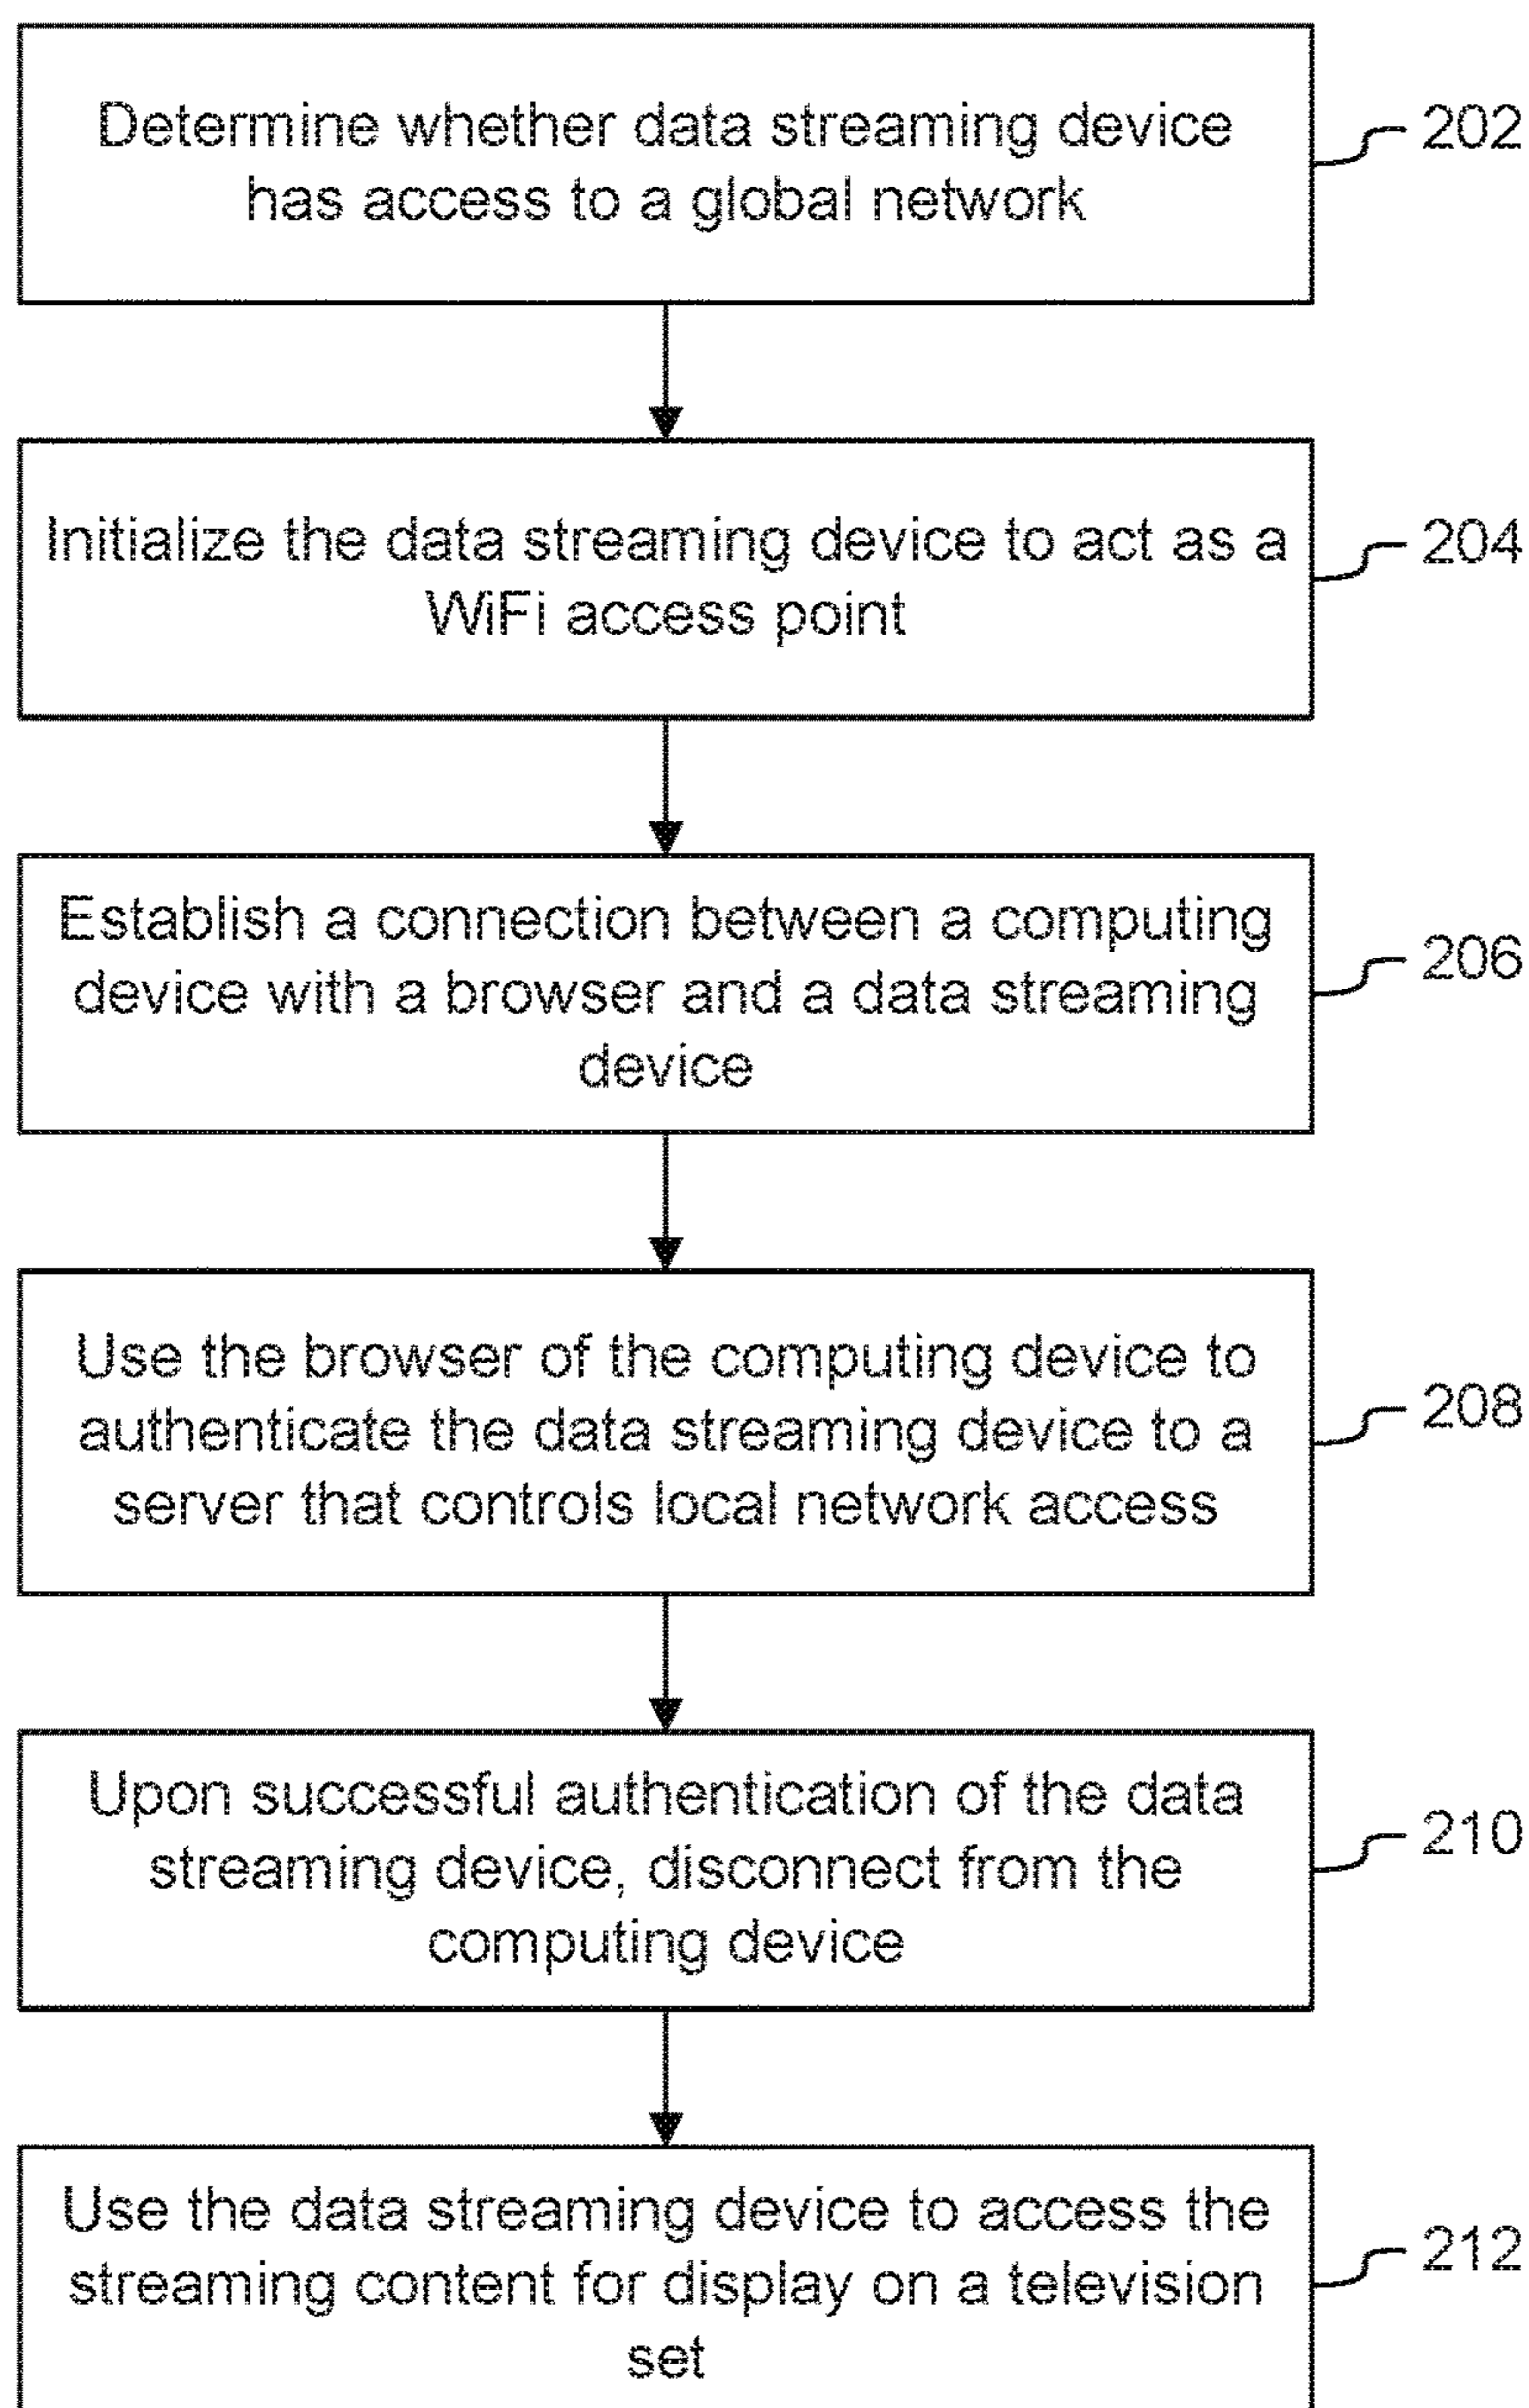 Determine whether data streaming device
has access to a global network
202
Initialize the data streaming device to act as a
WiFi access point
204
Establish a connection between a computing
device with a browser and a data streaming
device
206
Use the browser of the computing device to
authenticate the data streaming device to a
server that controls local network access
208
Upon successful authentication of the data
streaming device, disconnect from the
computing device
210
Use the data streaming device to access the
streaming content for display on a television
set
212